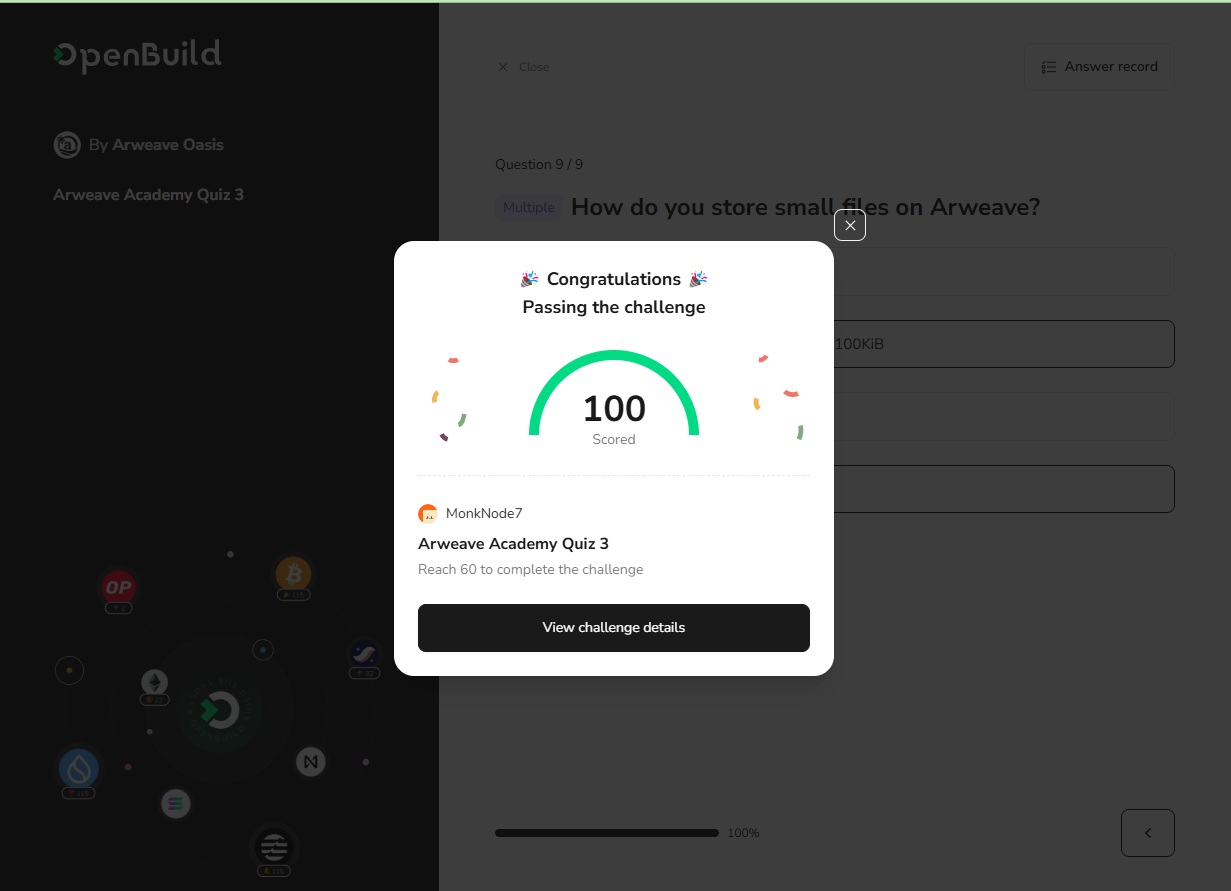 OpenBuild
By Arweave Oasis
Arweave Academy Quiz 3
Close
Answer record
Question 9 / 9
Multiple How do you store small files on Arweave?
100KiB
Congratulations
Passing the challenge
100
Scored
MonkNode7
Arweave Academy Quiz 3
Reach 60 to complete the challenge
View challenge details
OP
100%